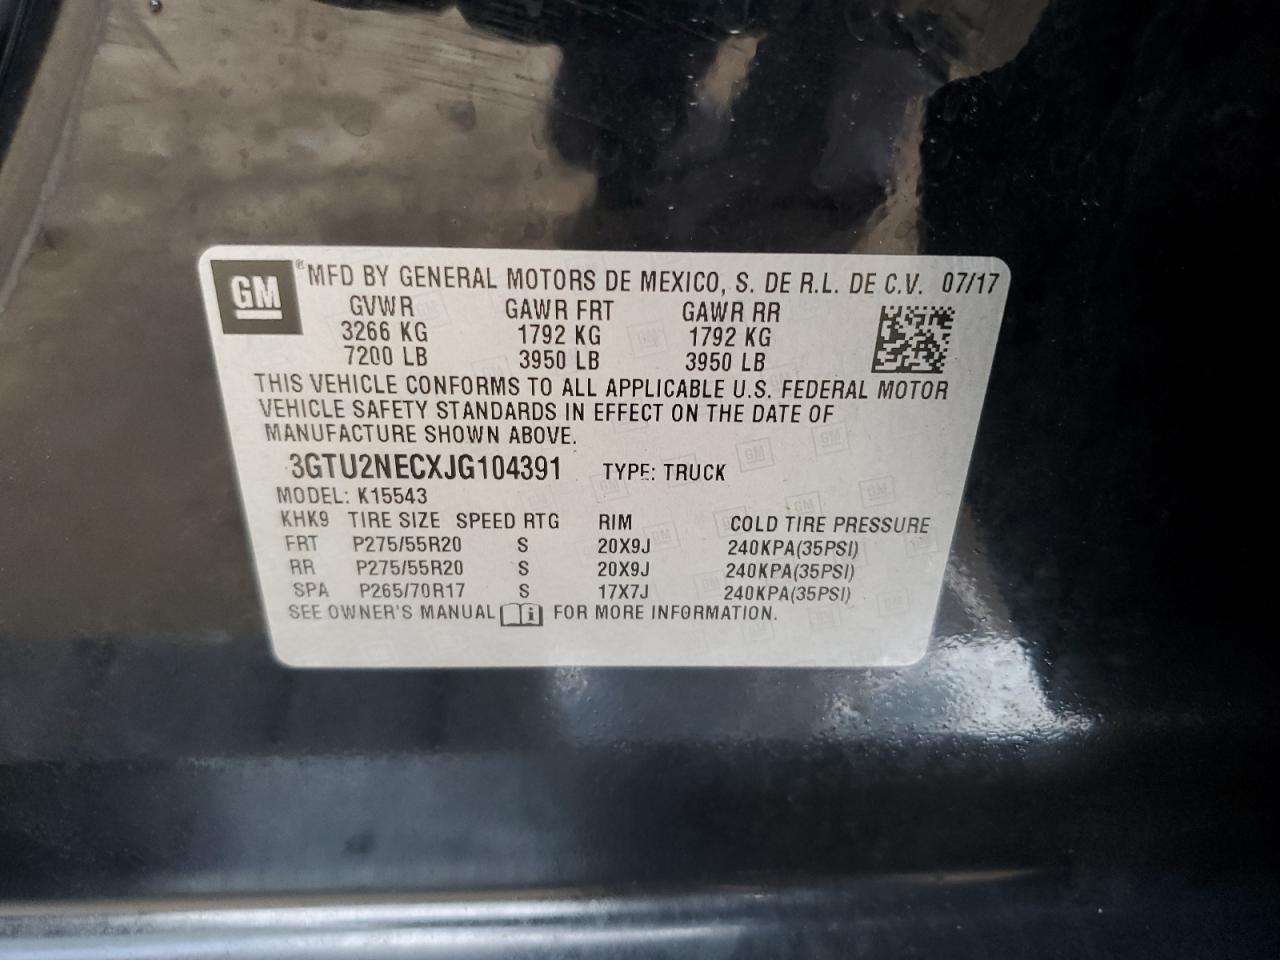 GM ® MFD BY GENERAL MOTORS DE MEXICO, S. DE R.L. DE C.V. 07/17
GVWR GAWR FRT GAWR RR
3266 KG 1792 KG 1792 KG
7200 LB 3950 LB 3950 LB
THIS VEHICLE CONFORMS TO ALL APPLICABLE U.S. FEDERAL MOTOR
VEHICLE SAFETY STANDARDS IN EFFECT ON THE DATE OF
MANUFACTURE SHOWN ABOVE.
3GTU2NECXJG104391 TYPE: TRUCK
MODEL: K15543
KHK9 TIRE SIZE SPEED RTG RIM COLD TIRE PRESSURE
FRT P275/55R20 S 20X9J 240KPA(35PSI)
RR P275/55R20 S 20X9J 240KPA(35PSI)
SPA P265/70R17 S 17X7J 240KPA(35PSI)
SEE OWNER'S MANUAL i FOR MORE INFORMATION.